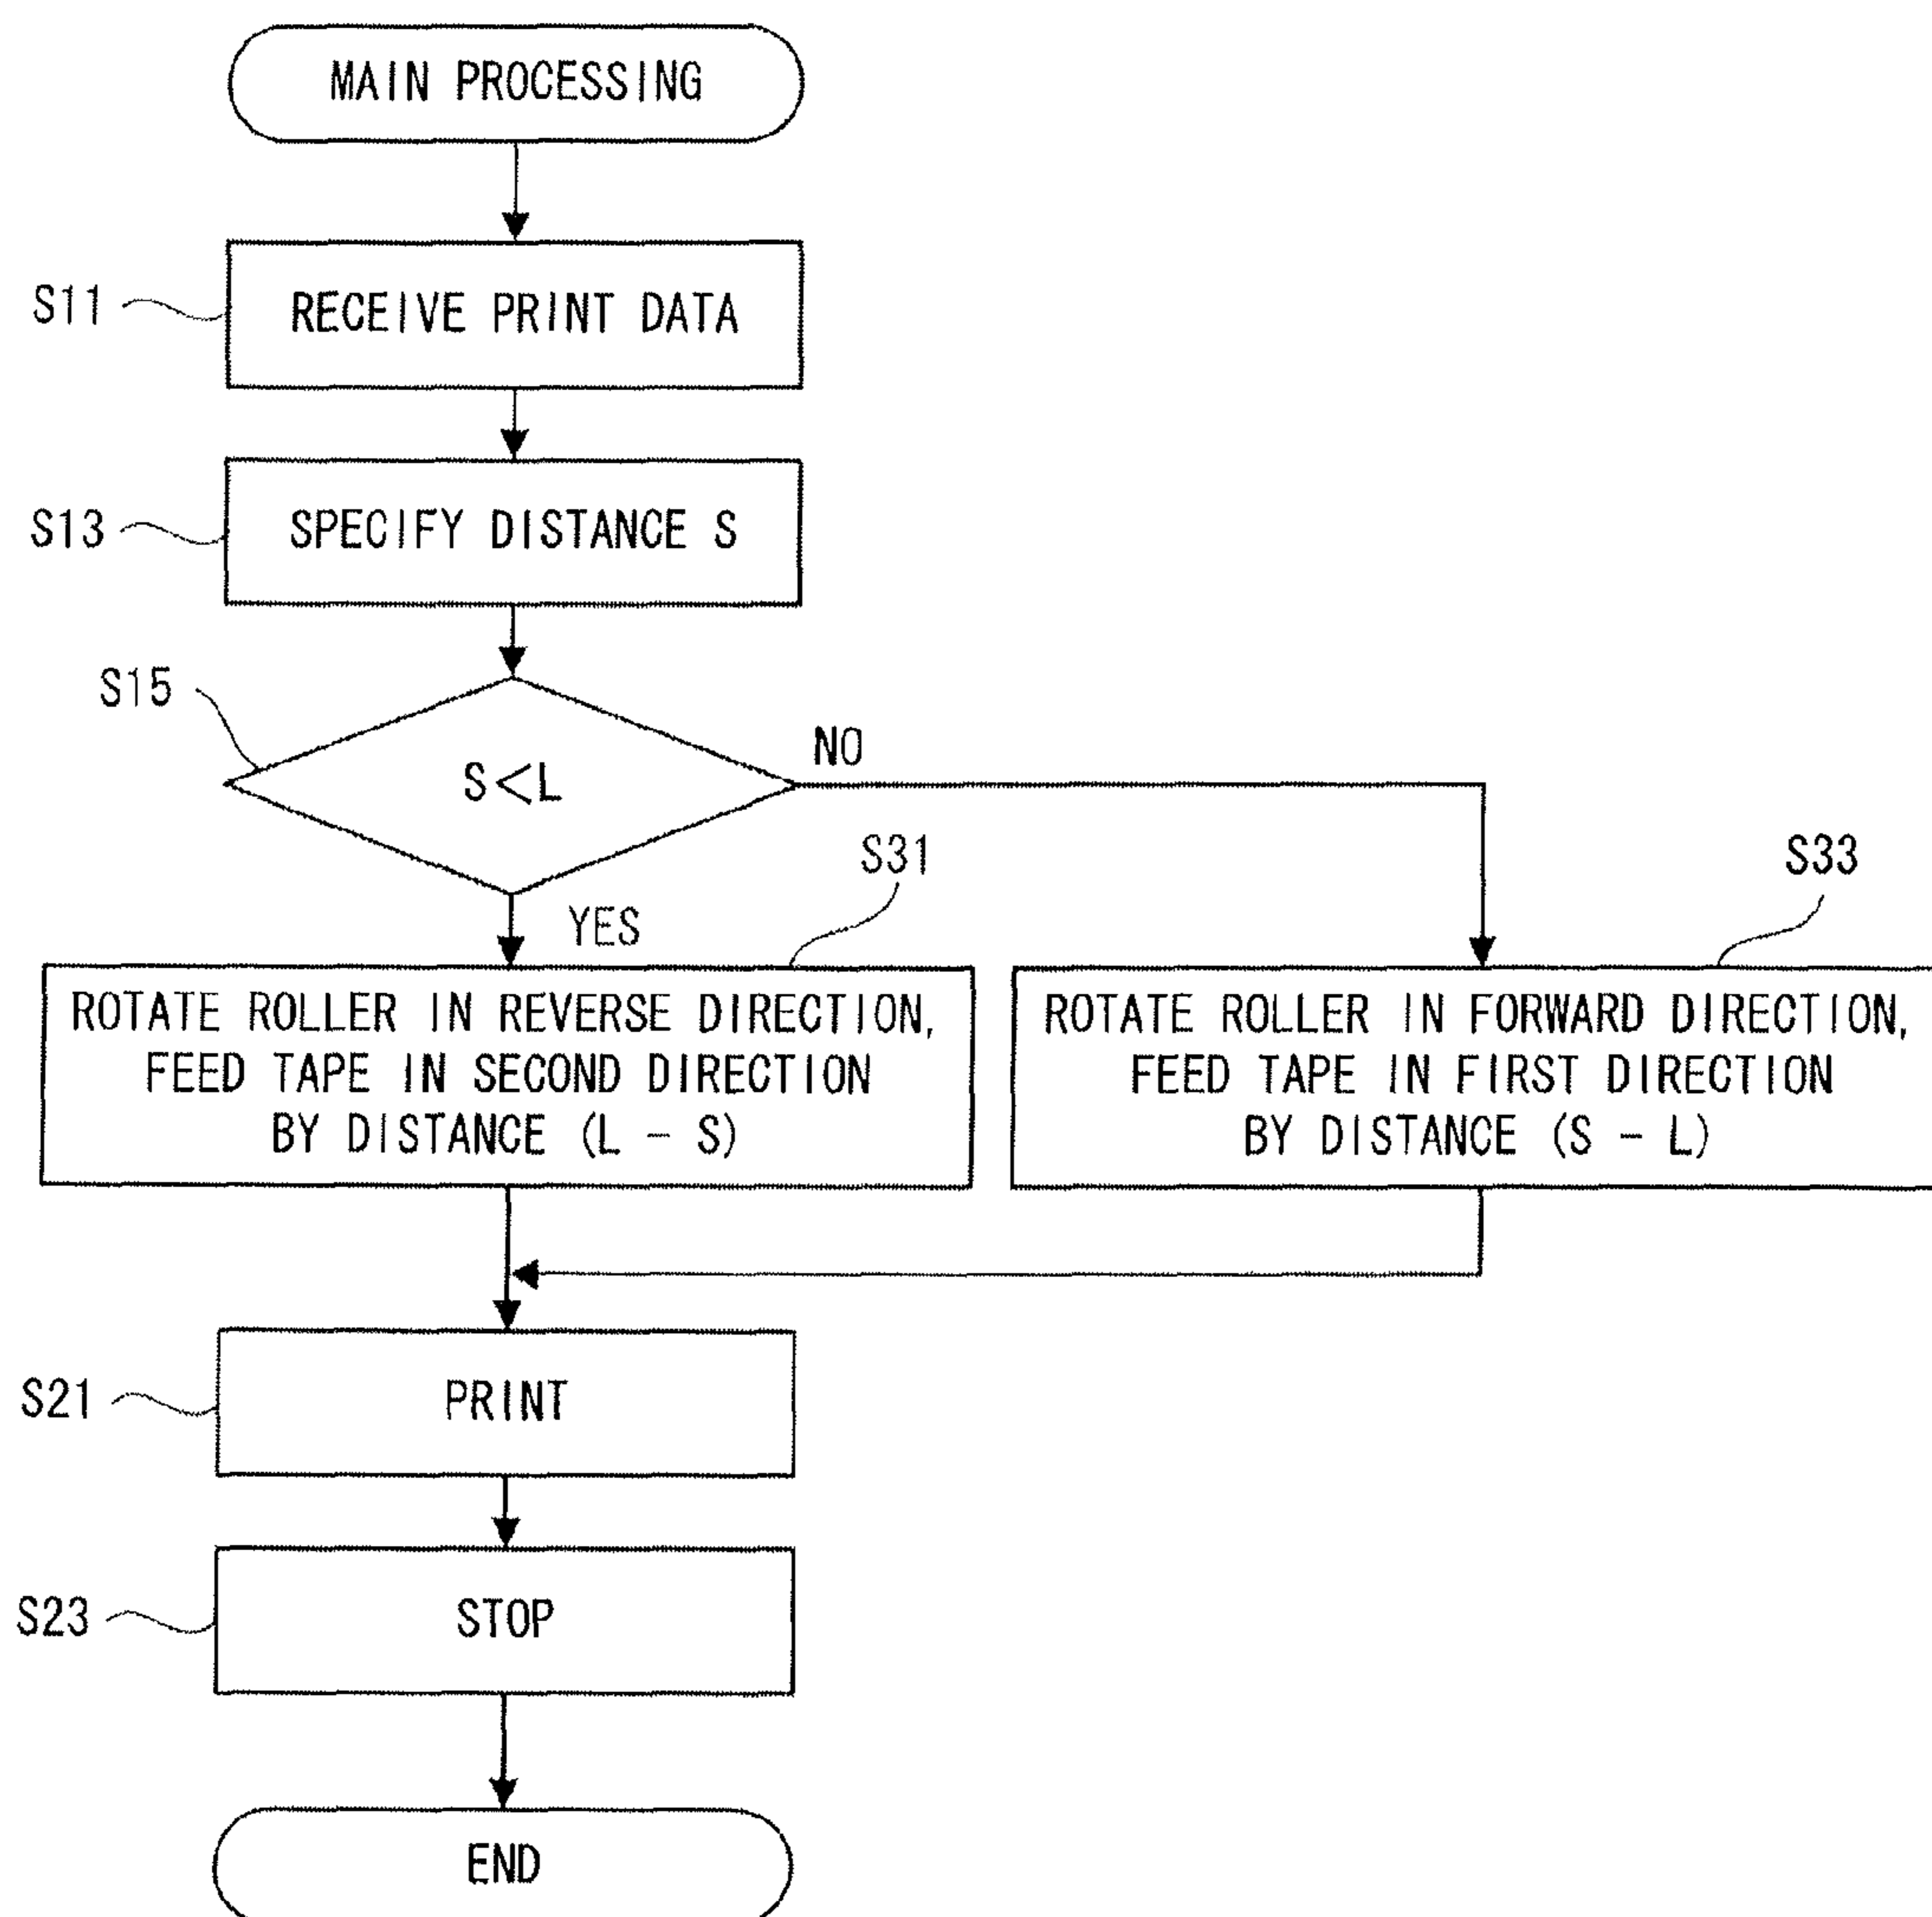 MAIN PROCESSING
S11
RECEIVE PRINT DATA
S13
SPECIFY DISTANCE S
S15
S<L
NO
YES
S31
ROTATE ROLLER IN REVERSE DIRECTION,
FEED TAPE IN SECOND DIRECTION
BY DISTANCE (L - S)
S33
ROTATE ROLLER IN FORWARD DIRECTION,
FEED TAPE IN FIRST DIRECTION
BY DISTANCE (S - L)
S21
PRINT
S23
STOP
END